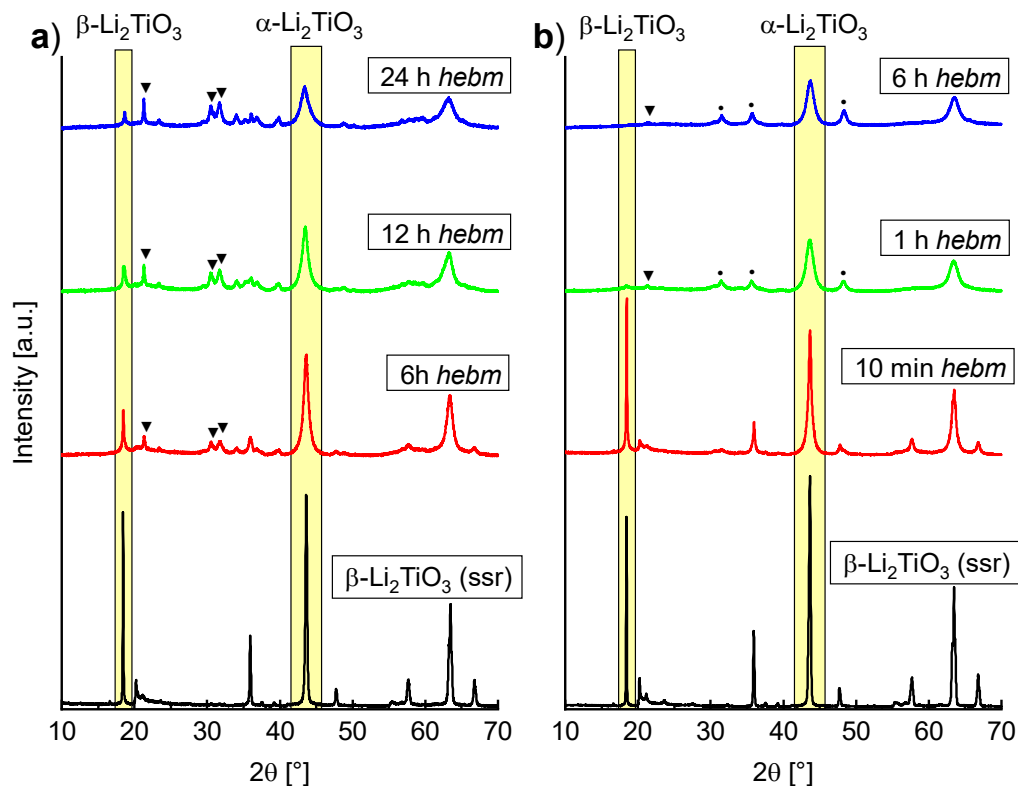 a)
β-Li₂TiO₃
α-Li₂TiO₃
24 h hebm
12 h hebm
6h hebm
β-Li₂TiO₃ (ssr)
Intensity [a.u.]
10 20 30 40 50 60 70
2θ [°]
b)
β-Li₂TiO₃
α-Li₂TiO₃
6 h hebm
1 h hebm
10 min hebm
β-Li₂TiO₃ (ssr)
10 20 30 40 50 60 70
2θ [°]